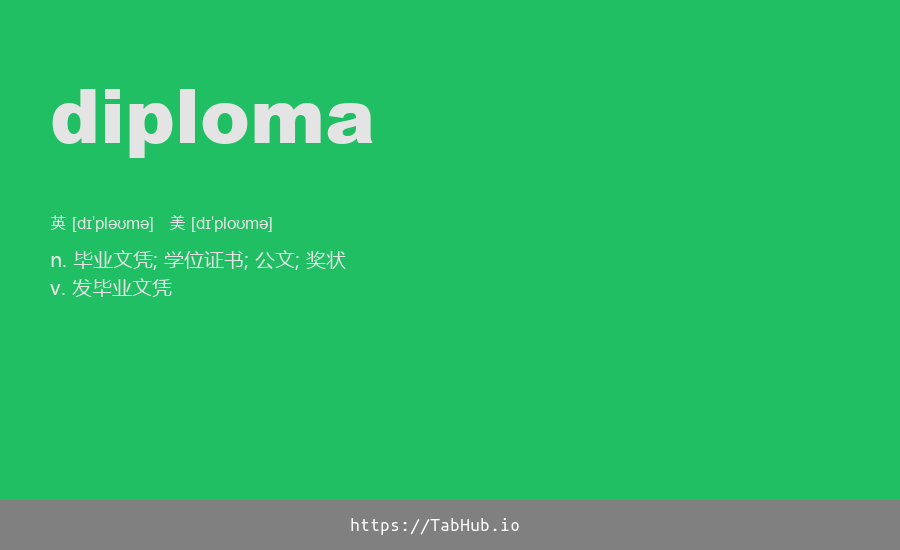 diploma
英 [dɪˈpləʊmə] 美 [dɪˈploʊmə]
n. 毕业文凭; 学位证书; 公文; 奖状
v. 发毕业文凭
https://TabHub.io